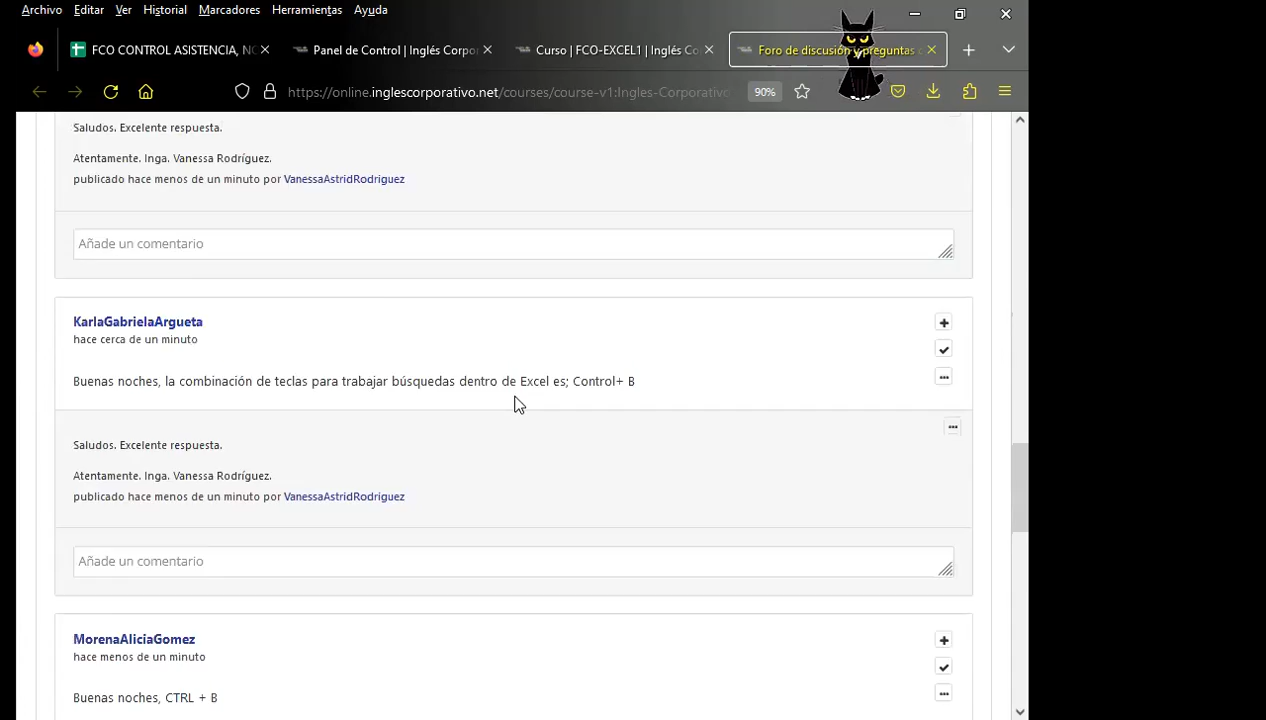 Archivo Editar Ver Historial Marcadores Herramientas Ayuda
FCO CONTROL ASISTENCIA, NO
Panel de Control | Inglés Corpor
Curso | FCO-EXCEL1 | Inglés Co
Foro de discusión y preguntas
https://online.inglescorporativo.net/courses/course-v1:Ingles-Corporativo
90%
Saludos. Excelente respuesta.
Atentamente. Inga. Vanessa Rodríguez.
publicado hace menos de un minuto por VanessaAstridRodriguez
Añade un comentario
KarlaGabrielaArgueta
hace cerca de un minuto
Buenas noches, la combinación de teclas para trabajar búsquedas dentro de Excel es; Control+ B
Saludos. Excelente respuesta.
Atentamente. Inga. Vanessa Rodríguez.
publicado hace menos de un minuto por VanessaAstridRodriguez
Añade un comentario
MorenaAliciaGomez
hace menos de un minuto
Buenas noches, CTRL + B